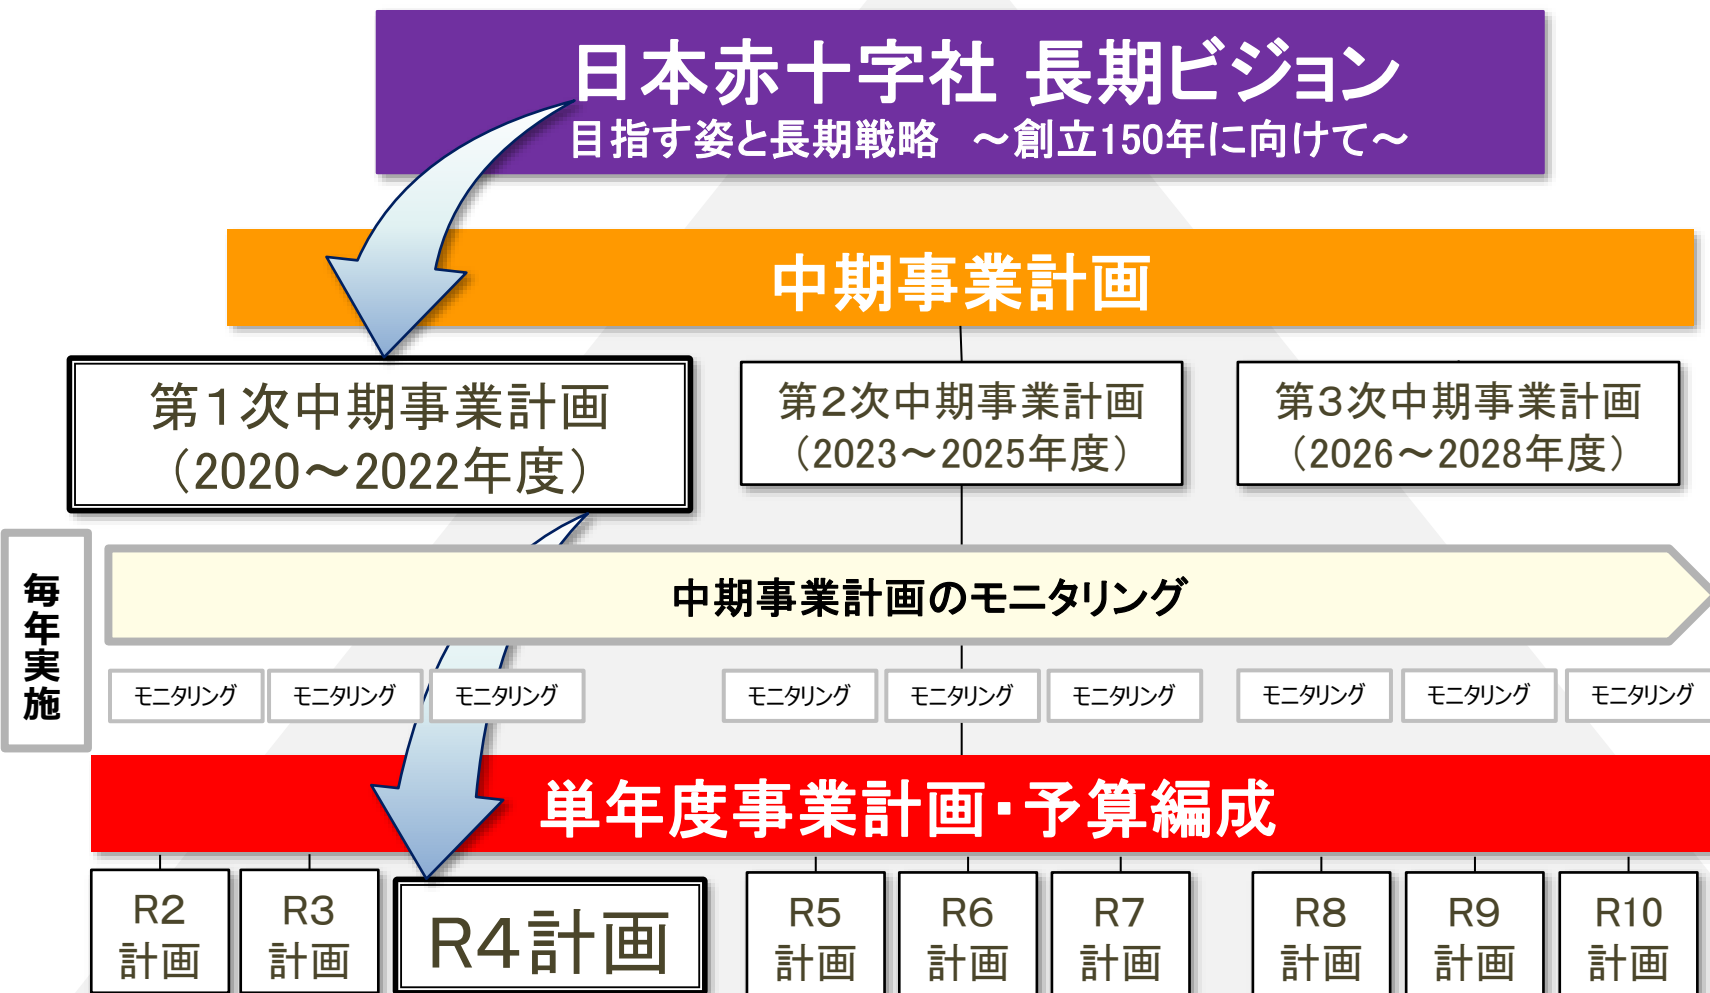 日本赤十字社 長期ビジョン
目指す姿と長期戦略 ～創立150年に向けて～
中期事業計画
第１次中期事業計画
（2020～2022年度）
第２次中期事業計画
（2023～2025年度）
第３次中期事業計画
（2026～2028年度）
毎年実施
中期事業計画のモニタリング
モニタリング
モニタリング
モニタリング
モニタリング
モニタリング
モニタリング
モニタリング
モニタリング
モニタリング
単年度事業計画・予算編成
R2
計画
R3
計画
R4計画
R5
計画
R6
計画
R7
計画
R8
計画
R9
計画
R10
計画